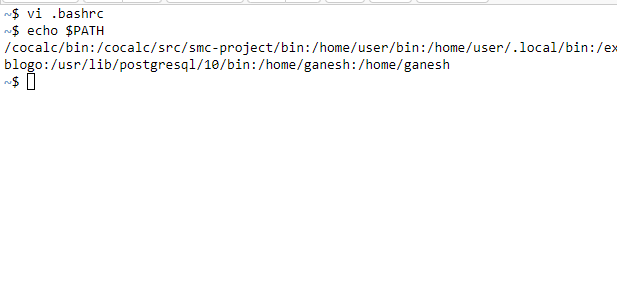 ~$ vi .bashrc
~$ echo $PATH
/cocalc/bin:/cocalc/src/smc-project/bin:/home/user/bin:/home/user/.local/bin:/ex
blogo:/usr/lib/postgresql/10/bin:/home/ganesh:/home/ganesh
~$